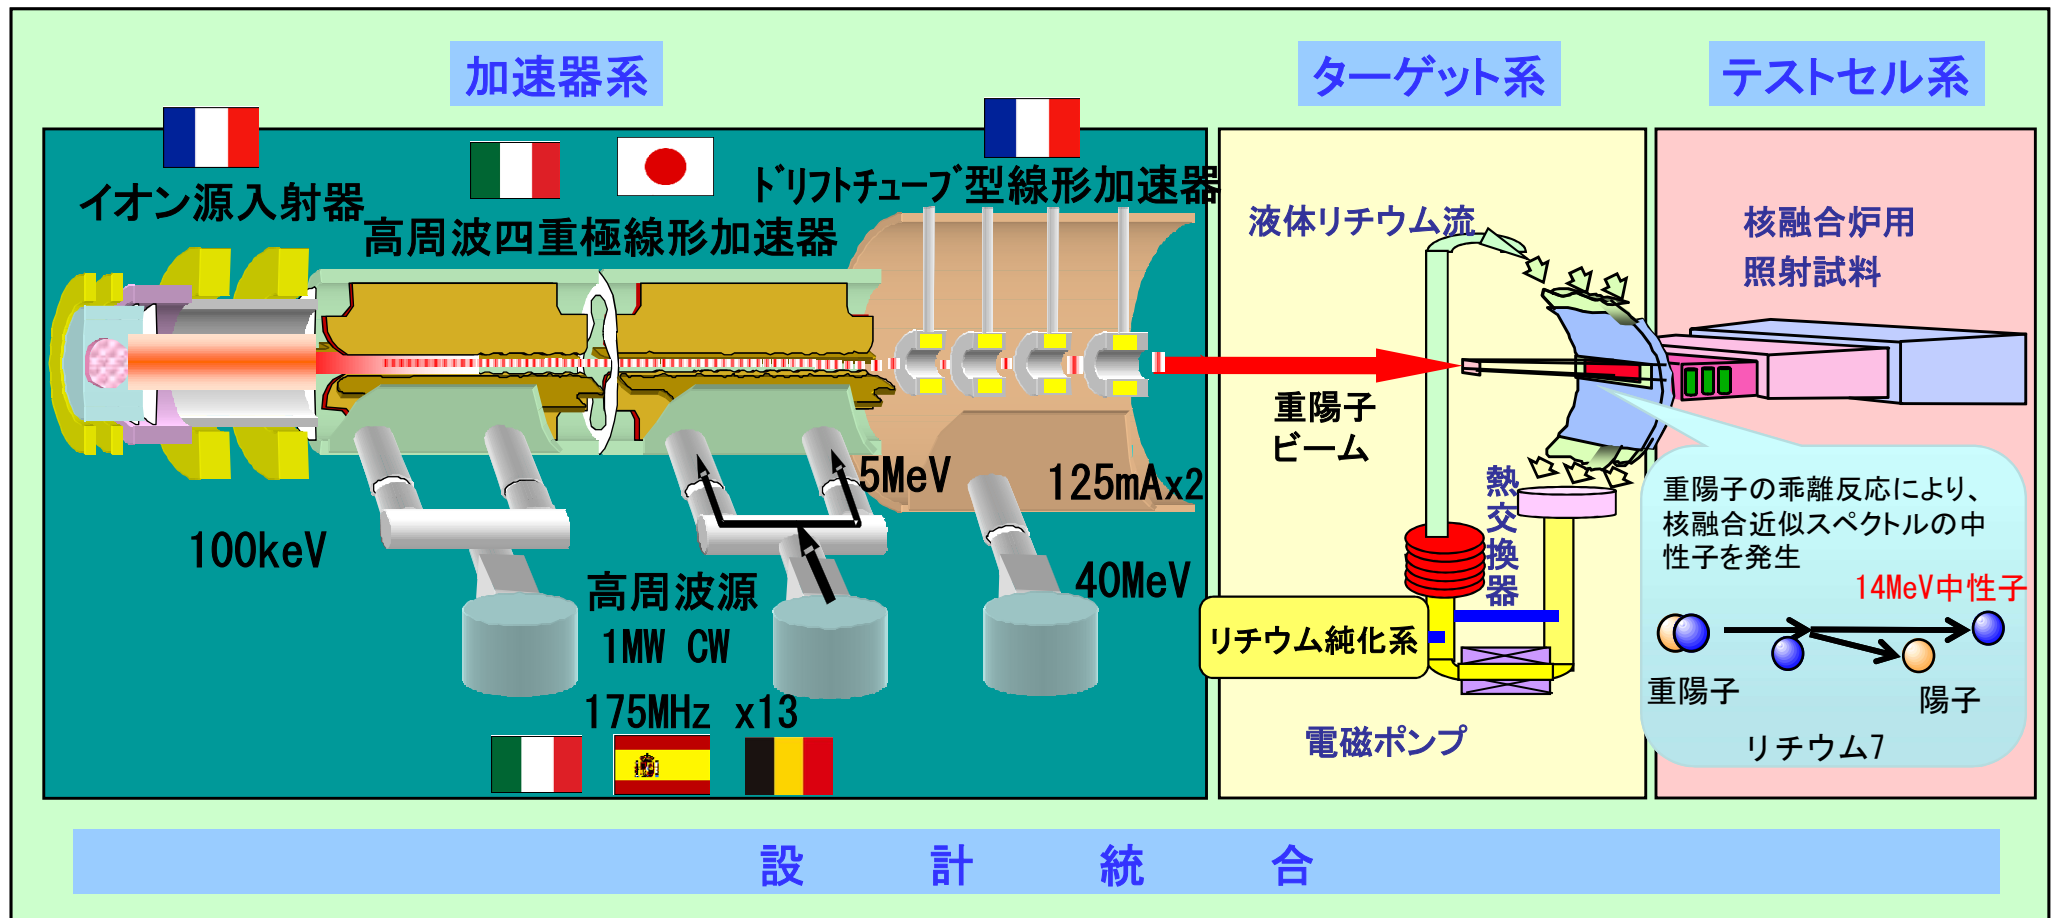 加速器系
ターゲット系
テストセル系
イオン源入射器
高周波四重極線形加速器
ドリフトチューブ型線形加速器
100keV
5MeV
125mAx2
40MeV
高周波源
1MW CW
175MHz x13
液体リチウム流
重陽子
ビーム
熱交換器
リチウム純化系
電磁ポンプ
核融合炉用
照射試料
重陽子の乖離反応により、
核融合近似スペクトルの中
性子を発生
14MeV中性子
重陽子
陽子
リチウム7
設計統合